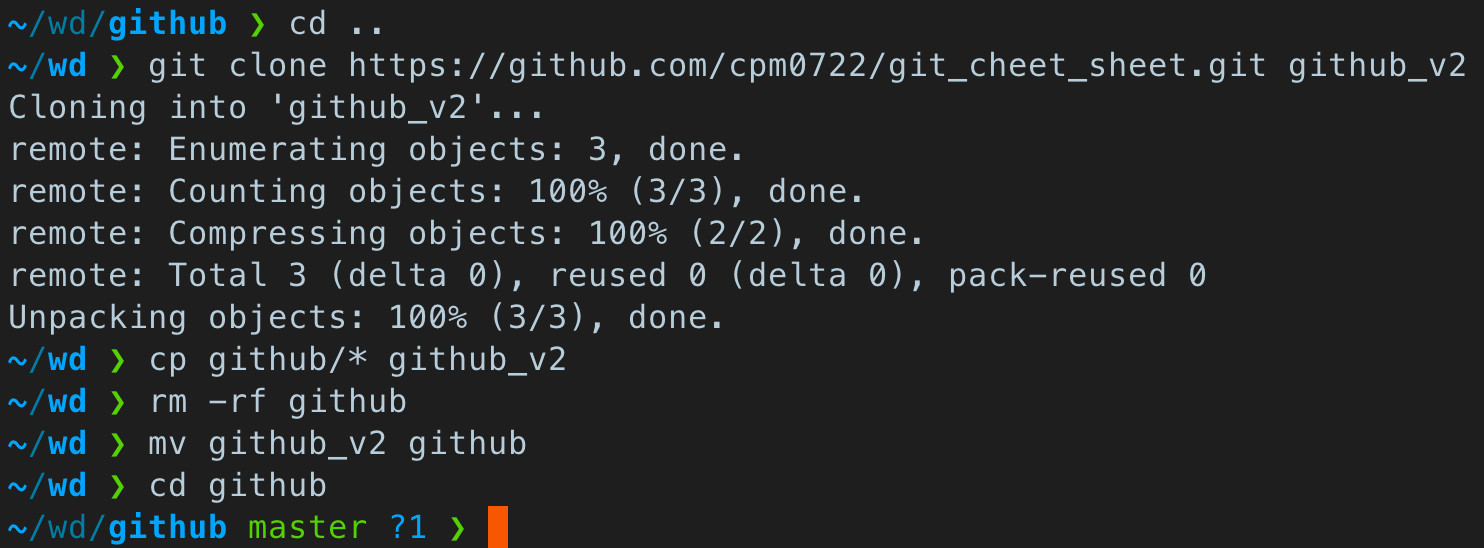 ~/wd/github ❯ cd ..
~/wd ❯ git clone https://github.com/cpm0722/git_cheet_sheet.git github_v2
Cloning into 'github_v2'...
remote: Enumerating objects: 3, done.
remote: Counting objects: 100% (3/3), done.
remote: Compressing objects: 100% (2/2), done.
remote: Total 3 (delta 0), reused 0 (delta 0), pack-reused 0
Unpacking objects: 100% (3/3), done.
~/wd ❯ cp github/* github_v2
~/wd ❯ rm -rf github
~/wd ❯ mv github_v2 github
~/wd ❯ cd github
~/wd/github master ?1 ❯